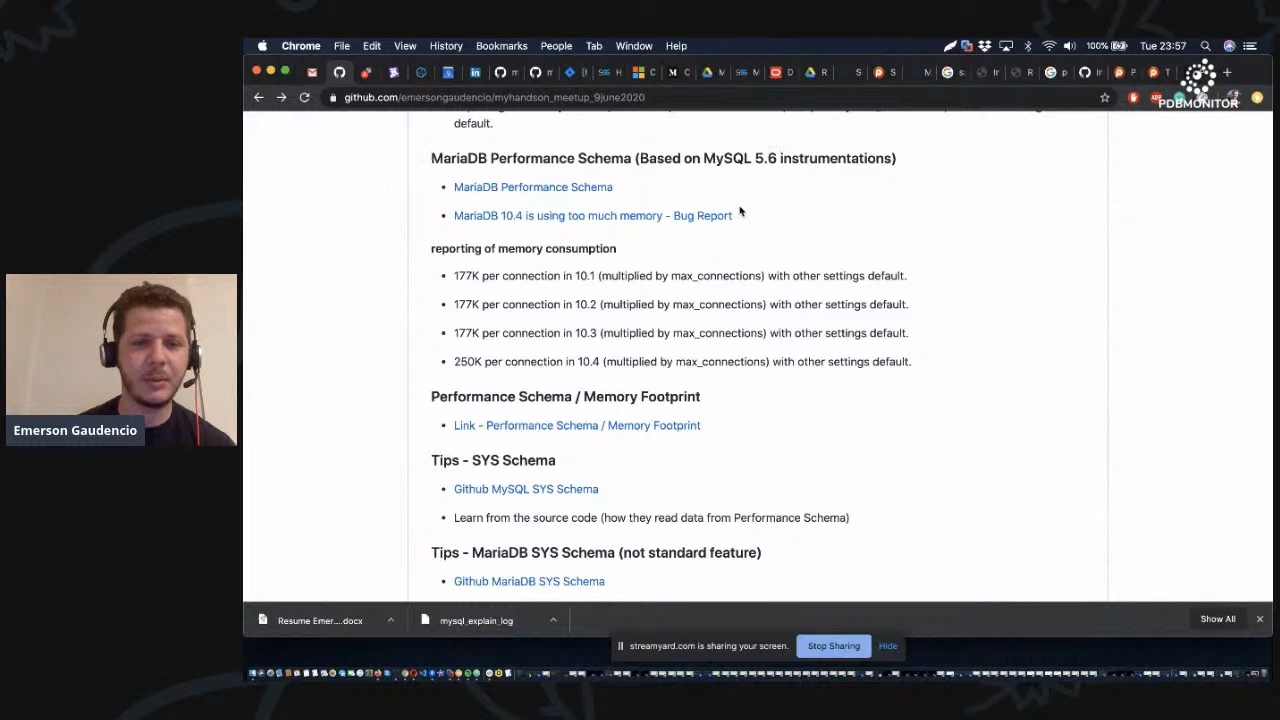 Chrome File Edit View History Bookmarks People Tab Window Help 100% Tue 23:57
github.com/emersongaudencio/myhandson_meetup_9june2020
PDBMONITOR
default.
MariaDB Performance Schema (Based on MySQL 5.6 instrumentations)
• MariaDB Performance Schema
• MariaDB 10.4 is using too much memory - Bug Report
reporting of memory consumption
• 177K per connection in 10.1 (multiplied by max_connections) with other settings default.
• 177K per connection in 10.2 (multiplied by max_connections) with other settings default.
• 177K per connection in 10.3 (multiplied by max_connections) with other settings default.
• 250K per connection in 10.4 (multiplied by max_connections) with other settings default.
Performance Schema / Memory Footprint
• Link - Performance Schema / Memory Footprint
Emerson Gaudencio
Tips - SYS Schema
• Github MySQL SYS Schema
• Learn from the source code (how they read data from Performance Schema)
Tips - MariaDB SYS Schema (not standard feature)
• Github MariaDB SYS Schema
Resume Emer....docx mysql_explain_log Show All
streamyard.com is sharing your screen. Stop Sharing Hide